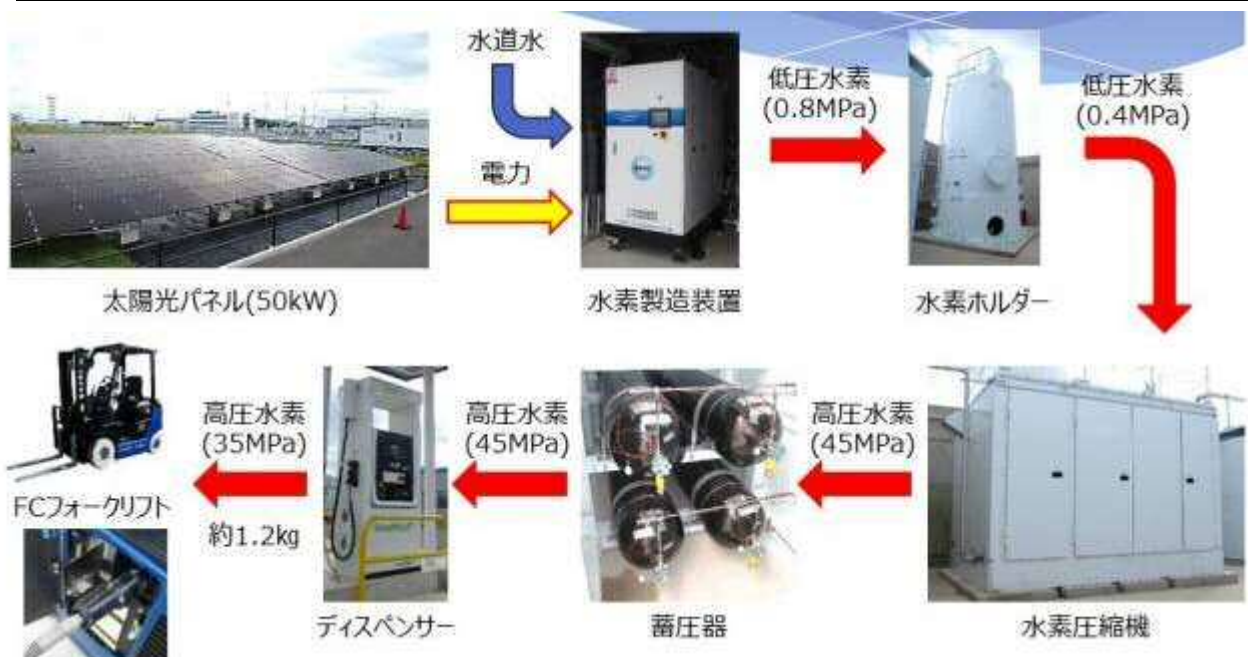 水道水
低圧水素
(0.8MPa)
低圧水素
(0.4MPa)
電力
太陽光パネル(50kW)
水素製造装置
水素ホルダー
高圧水素
(35MPa)
高圧水素
(45MPa)
高圧水素
(45MPa)
FCフォークリフト
約1.2kg
ディスペンサー
蓄圧器
水素圧縮機